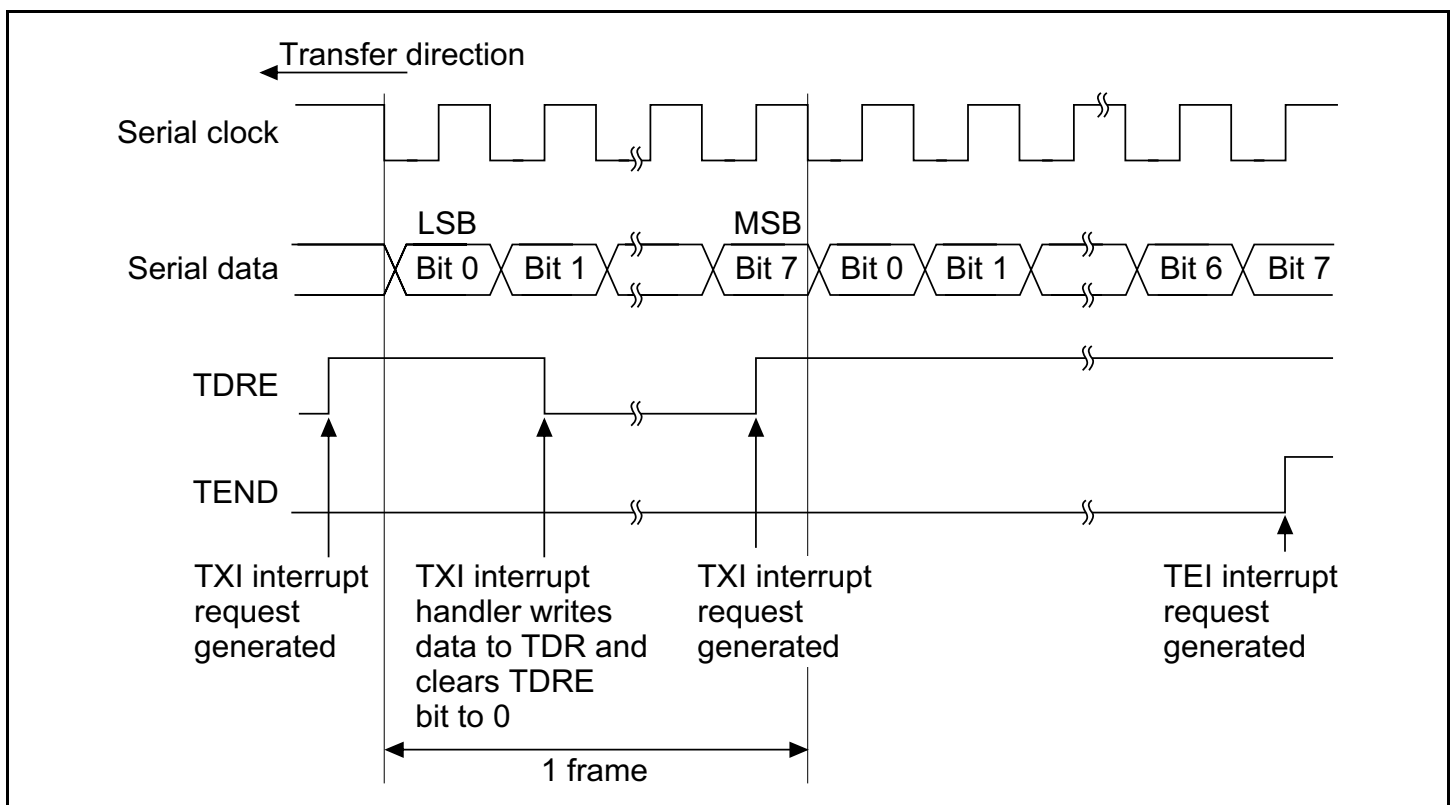 Transfer direction
Serial clock
LSB
MSB
Serial data
Bit 0
Bit 1
Bit 7
Bit 0
Bit 1
Bit 6
Bit 7
TDRE
TEND
TXI interrupt
request
generated
TXI interrupt
handler writes
data to TDR and
clears TDRE
bit to 0
TXI interrupt
request
generated
TEI interrupt
request
generated
1 frame